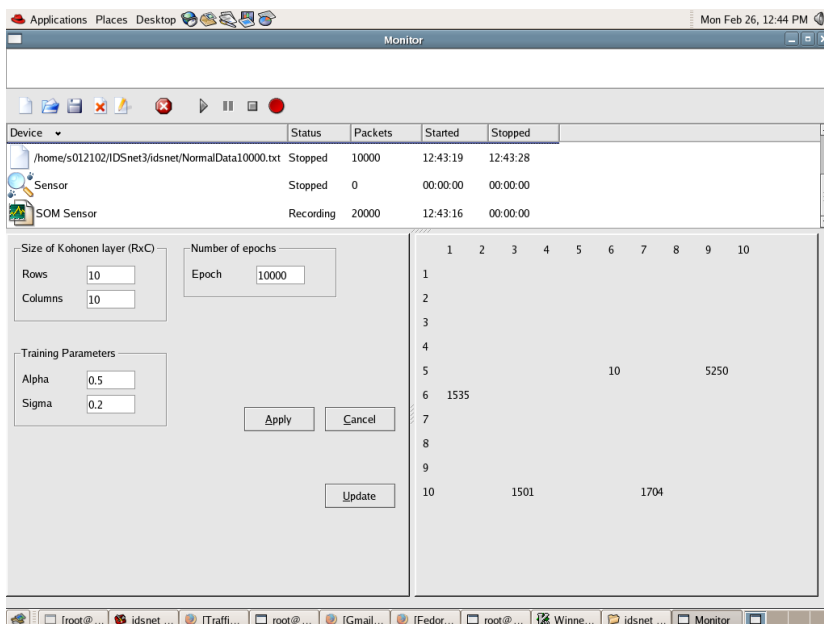 Applications Places Desktop Mon Feb 26, 12:44 PM
Monitor
Device Status Packets Started Stopped
/home/s012102/IDSnet3/idsnet/NormalData10000.txt Stopped 10000 12:43:19 12:43:28
Sensor Stopped 0 00:00:00 00:00:00
SOM Sensor Recording 20000 12:43:16 00:00:00
Size of Kohonen layer (RxC)
Rows 10
Columns 10
Number of epochs
Epoch 10000
Training Parameters
Alpha 0.5
Sigma 0.2
Apply Cancel
Update
1 2 3 4 5 6 7 8 9 10
1
2
3
4
5 10 5250
6 1535
7
8
9
10 1501 1704
[root@... idsnet ... [Traffi... root@... [Gmail... [Fedor... root@... Winne... idsnet ... Monitor